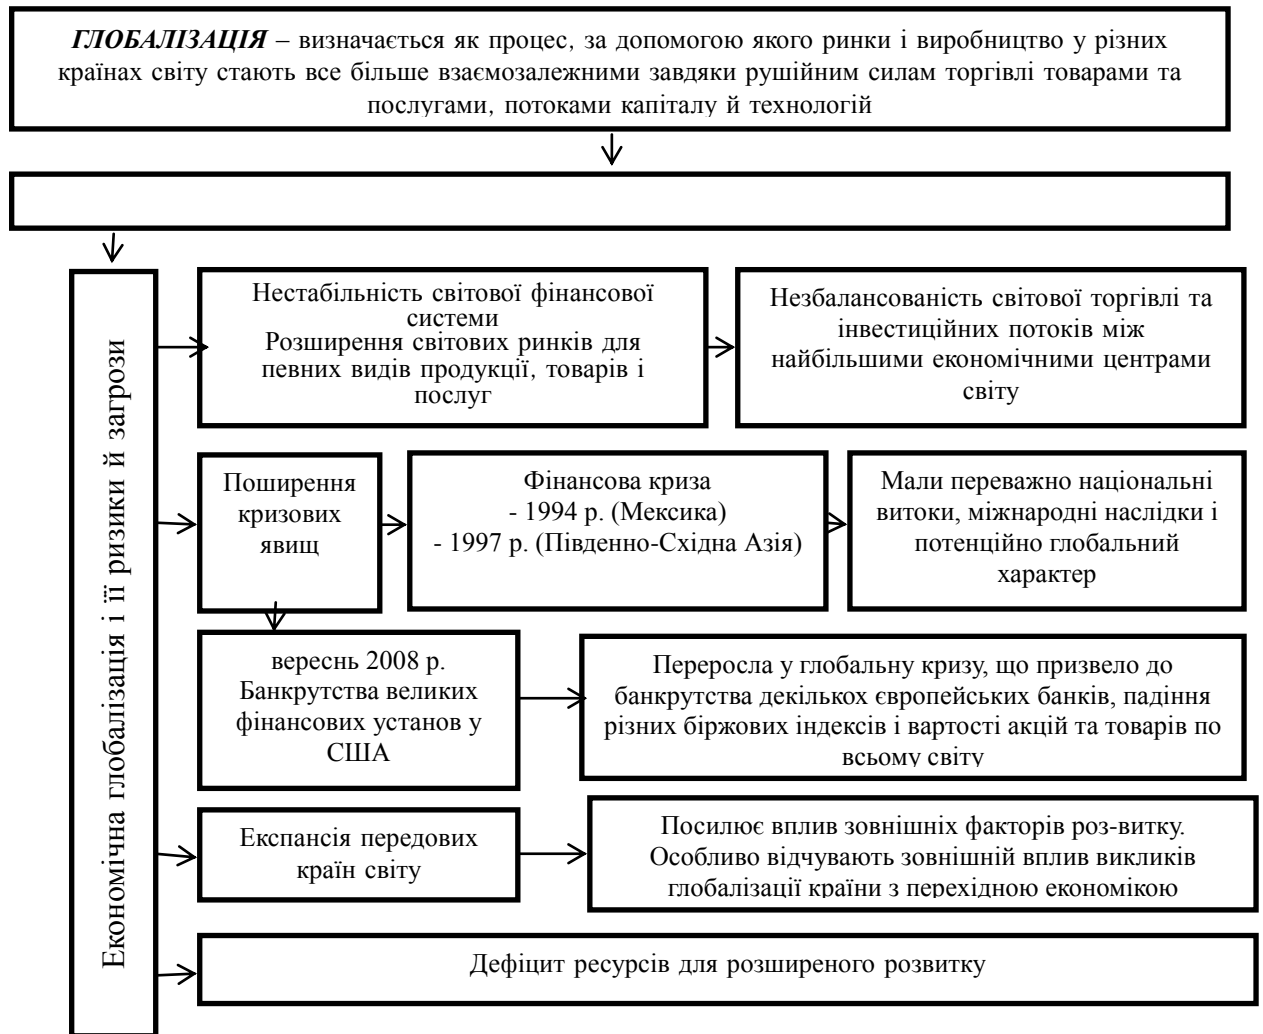 ГЛОБАЛІЗАЦІЯ – визначається як процес, за допомогою якого ринки і виробництво у різних
країнах світу стають все більше взаємозалежними завдяки рушійним силам торгівлі товарами та
послугами, потоками капіталу й технологій
Економічна глобалізація і її ризики й загрози
Нестабільність світової фінансової
системи
Розширення світових ринків для
певних видів продукції, товарів і
послуг
Незбалансованість світової торгівлі та
інвестиційних потоків між
найбільшими економічними центрами
світу
Поширення
кризових
явищ
Фінансова криза
- 1994 р. (Мексика)
- 1997 р. (Південно-Східна Азія)
Мали переважно національні
витоки, міжнародні наслідки і
потенційно глобальний
характер
вереснь 2008 р.
Банкрутства великих
фінансових установ у
США
Переросла у глобальну кризу, що призвело до
банкрутства декількох європейських банків, падіння
різних біржових індексів і вартості акцій та товарів по
всьому світу
Експансія передових
країн світу
Посилює вплив зовнішніх факторів роз-витку.
Особливо відчувають зовнішній вплив викликів
глобалізації країни з перехідною економікою
Дефіцит ресурсів для розширеного розвитку